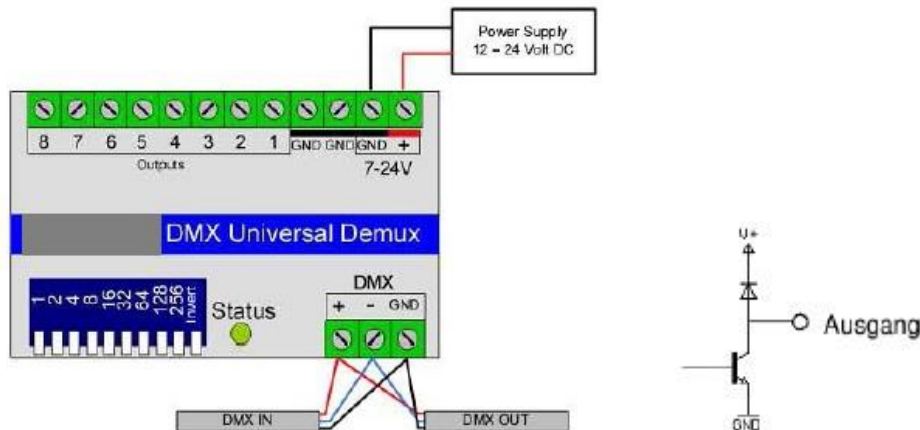 Power Supply
12 – 24 Volt DC
8 7 6 5 4 3 2 1 GND GND GND +
Outputs
7-24V
DMX Universal Demux
1 2 4 8 16 32 64 128 256 Invert
Status
DMX
+ - GND
DMX IN
DMX OUT
V+
Ausgang
GND